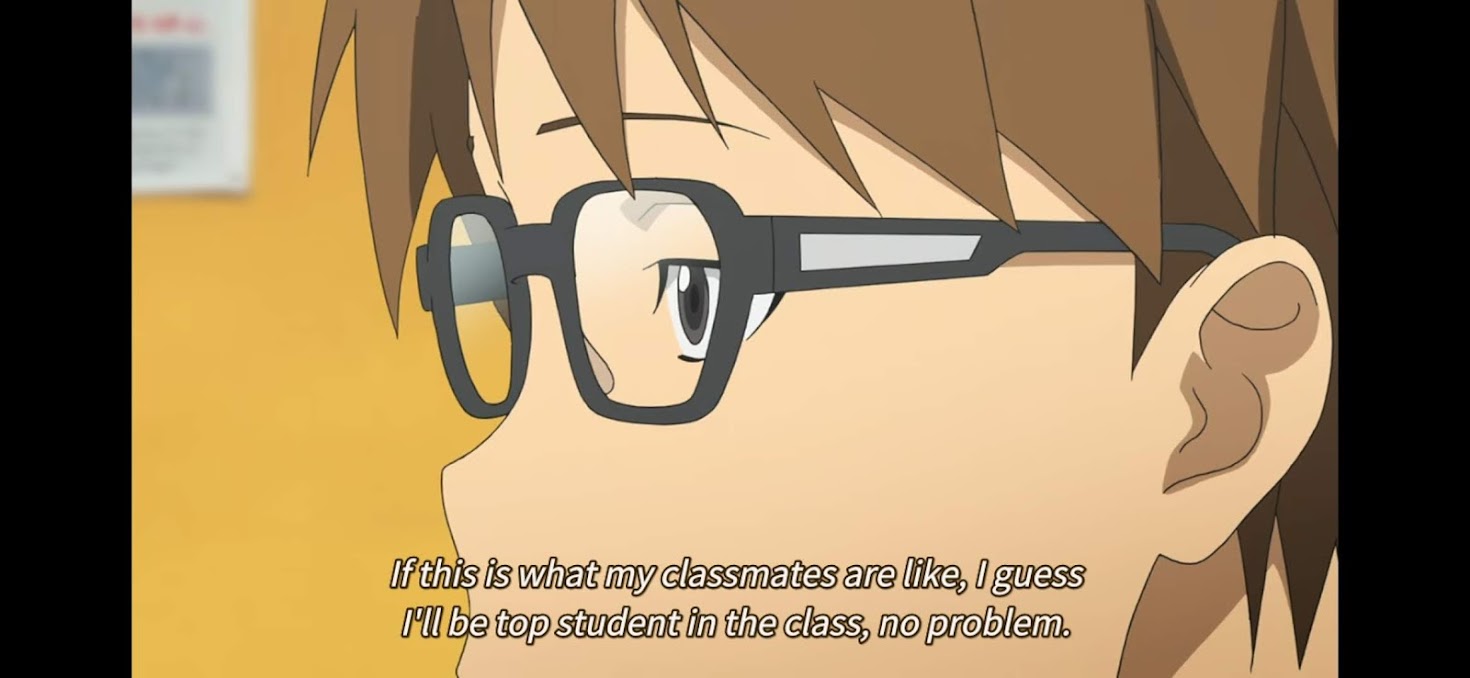 If this is what my classmates are like, I guess
I'll be top student in the class, no problem.